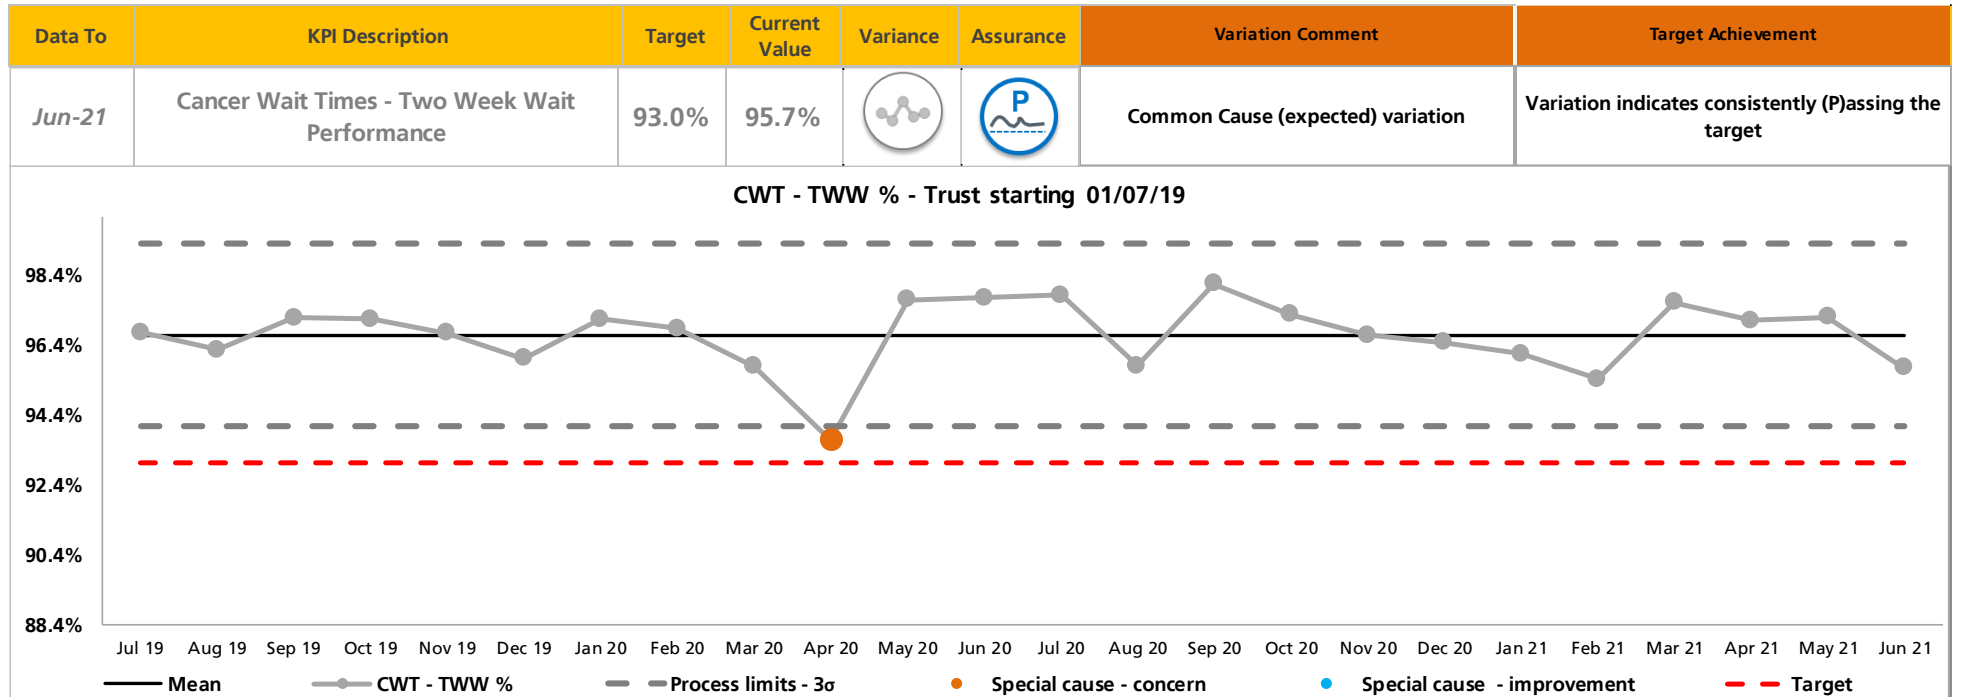 Data To
KPI Description
Target
Current
Value
Variance
Assurance
Variation Comment
Target Achievement
Jun-21
Cancer Wait Times - Two Week Wait
Performance
93.0%
95.7%
P
Common Cause (expected) variation
Variation indicates consistently (P)assing the
target
CWT - TWW % - Trust starting 01/07/19
98.4%
96.4%
94.4%
92.4%
90.4%
88.4%
Jul 19 Aug 19 Sep 19 Oct 19 Nov 19 Dec 19 Jan 20 Feb 20 Mar 20 Apr 20 May 20 Jun 20 Jul 20 Aug 20 Sep 20 Oct 20 Nov 20 Dec 20 Jan 21 Feb 21 Mar 21 Apr 21 May 21 Jun 21
Mean CWT - TWW % Process limits - 3σ Special cause - concern Special cause - improvement Target